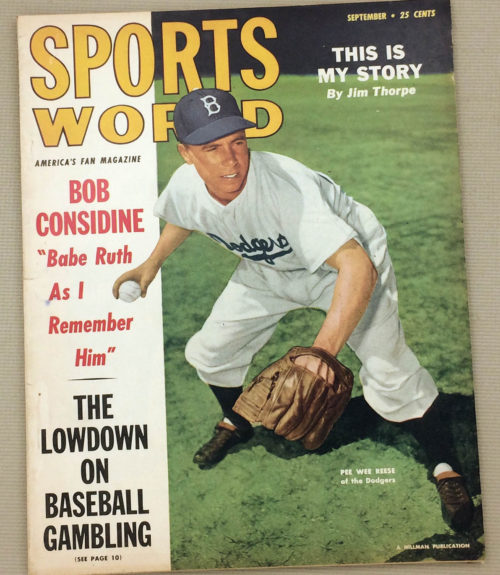 SEPTEMBER • 25 CENTS
SPORTS
WORLD
AMERICA'S FAN MAGAZINE
THIS IS
MY STORY
By Jim Thorpe
B
Dodgers
BOB
CONSIDINE
"Babe Ruth
As I
Remember
Him"
THE
LOWDOWN
ON
BASEBALL
GAMBLING
(SEE PAGE 10)
PEE WEE REESE
of the Dodgers
A HILLMAN PUBLICATION